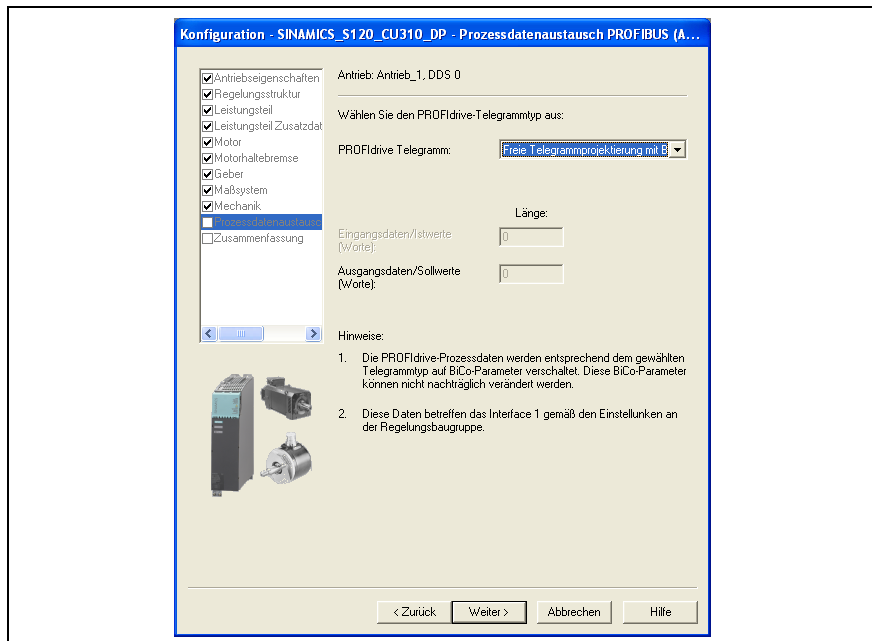 Konfiguration - SINAMICS_S120_CU310_DP - Prozessdatenaustausch PROFIBUS (A...
Antriebseigenschaften
Regelungsstruktur
Leistungsteil
Leistungsteil Zusatzdat
Motor
Motorhaltebremse
Geber
Maßsystem
Mechanik
Prozessdatenaustausc
Zusammenfassung
Antrieb: Antrieb_1, DDS 0
Wählen Sie den PROFIdrive-Telegrammtyp aus:
PROFIdrive Telegramm:
Freie Telegrammprojektierung mit B
Länge:
Eingangsdaten/Istwerte
(Worte):
0
Ausgangsdaten/Sollwerte
(Worte):
0
Hinweise:
1. Die PROFIdrive-Prozessdaten werden entsprechend dem gewählten
Telegrammtyp auf BiCo-Parameter verschaltet. Diese BiCo-Parameter
können nicht nachträglich verändert werden.
2. Diese Daten betreffen das Interface 1 gemäß den Einstellunken an
der Regelungsbaugruppe.
< Zurück
Weiter >
Abbrechen
Hilfe